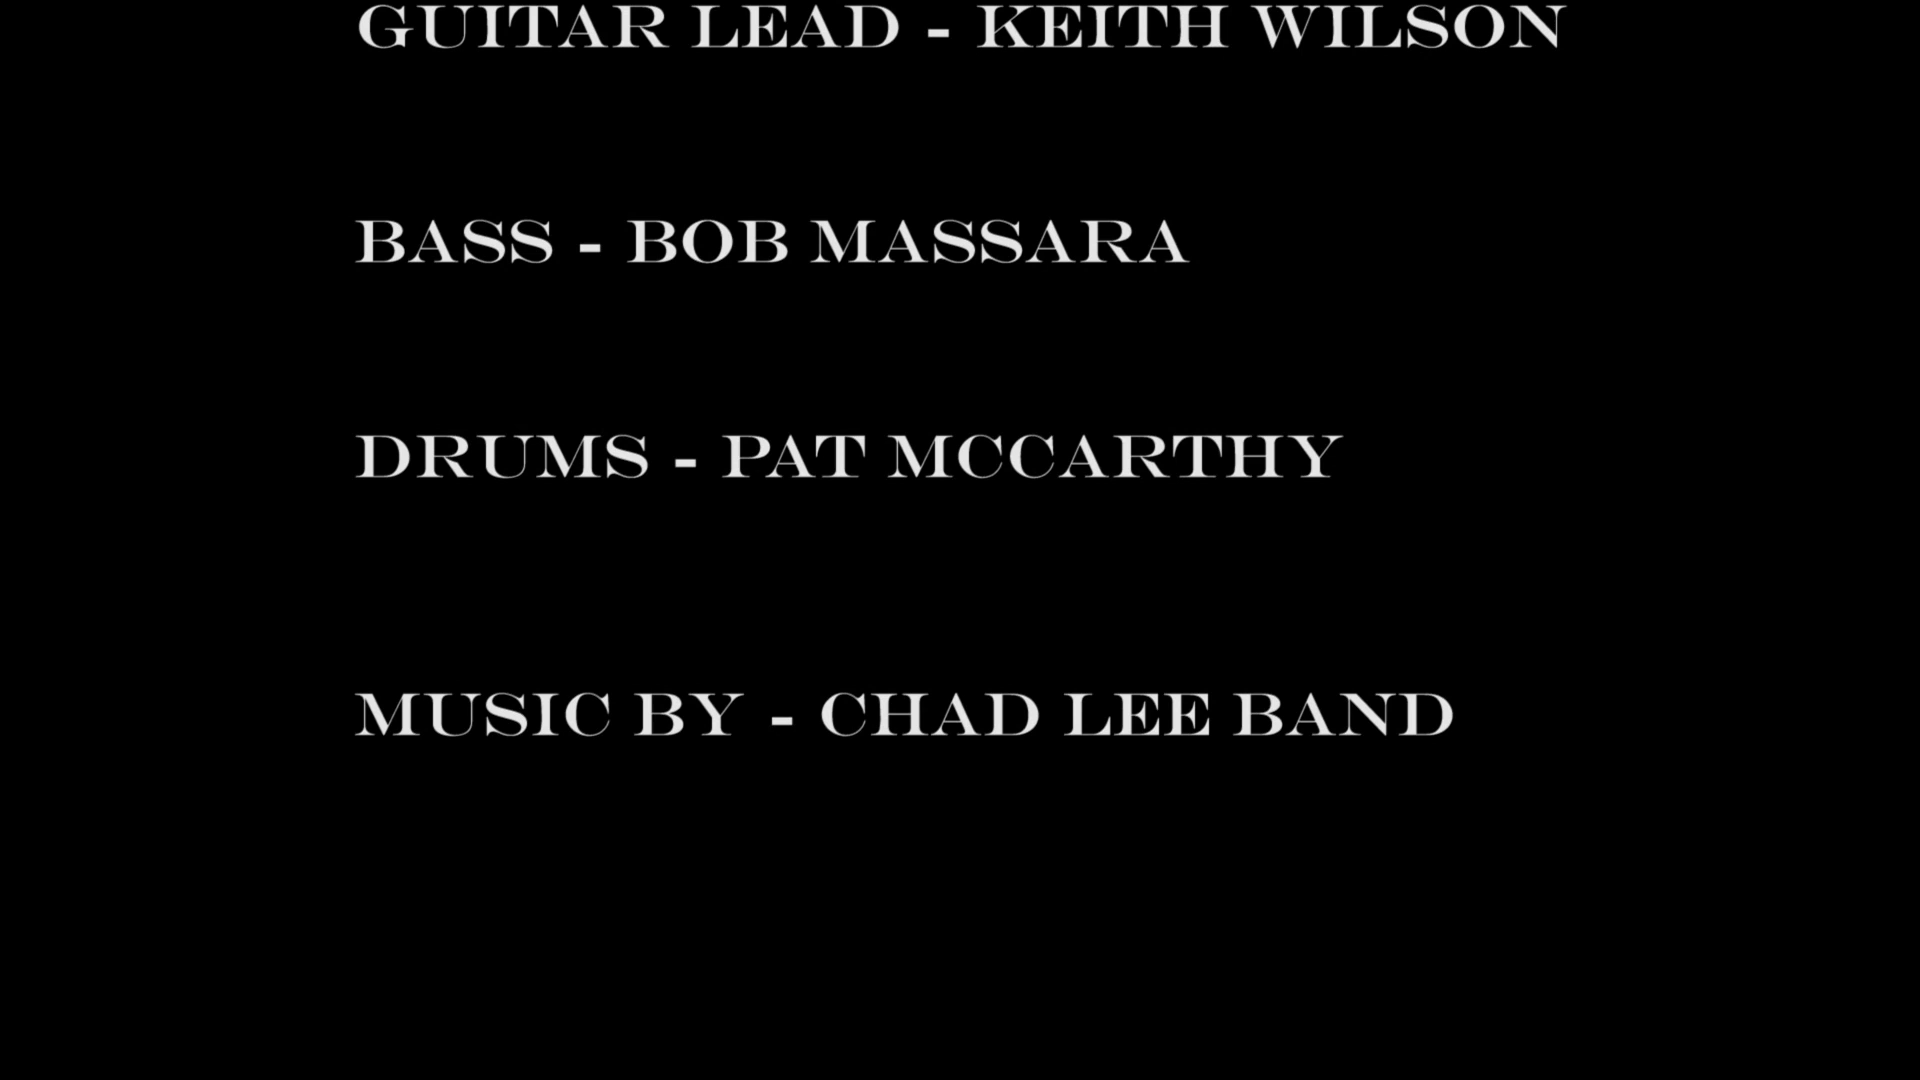 GUITAR LEAD - KEITH WILSON
BASS - BOB MASSARA
DRUMS - PAT MCCARTHY
MUSIC BY - CHAD LEE BAND